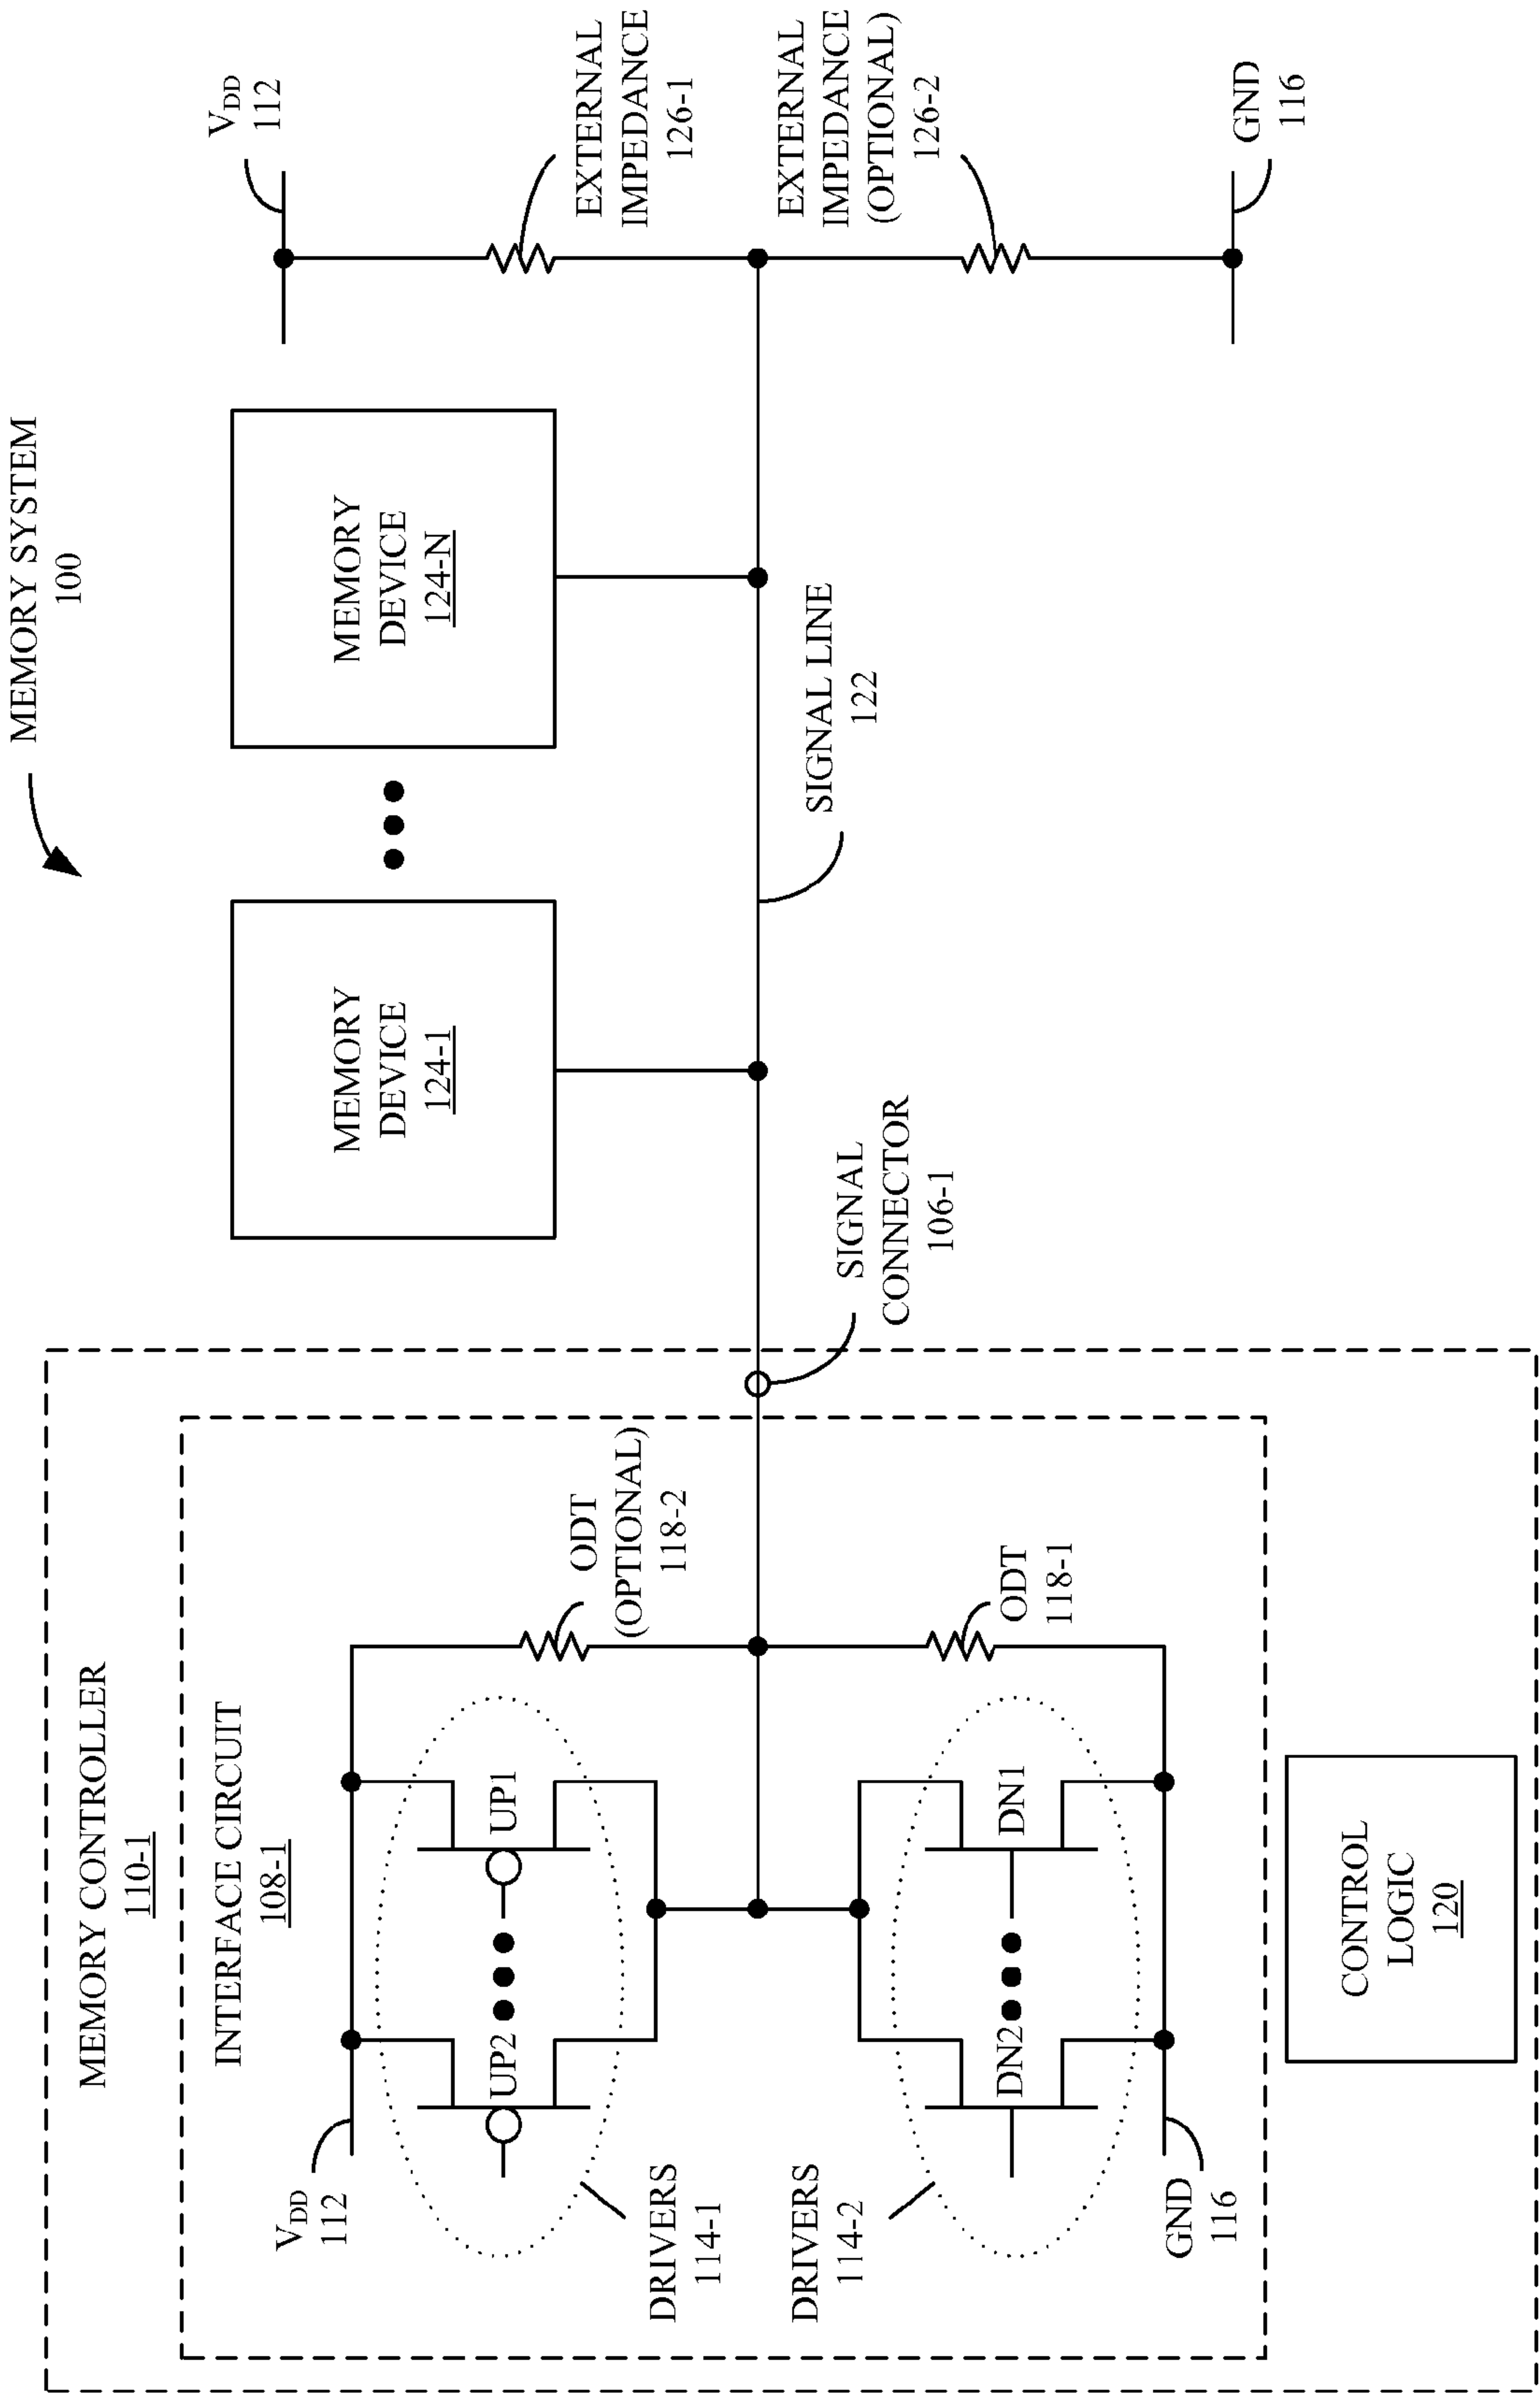 MEMORY SYSTEM
100
MEMORY CONTROLLER
110-1
INTERFACE CIRCUIT
108-1
V_DD
112
UP2
UP1
DRIVERS
114-1
ODT
(OPTIONAL)
118-2
DRIVERS
114-2
DN2
DN1
ODT
118-1
GND
116
CONTROL
LOGIC
120
SIGNAL
CONNECTOR
106-1
MEMORY
DEVICE
124-1
MEMORY
DEVICE
124-N
SIGNAL LINE
122
V_DD
112
EXTERNAL
IMPEDANCE
126-1
EXTERNAL
IMPEDANCE
(OPTIONAL)
126-2
GND
116